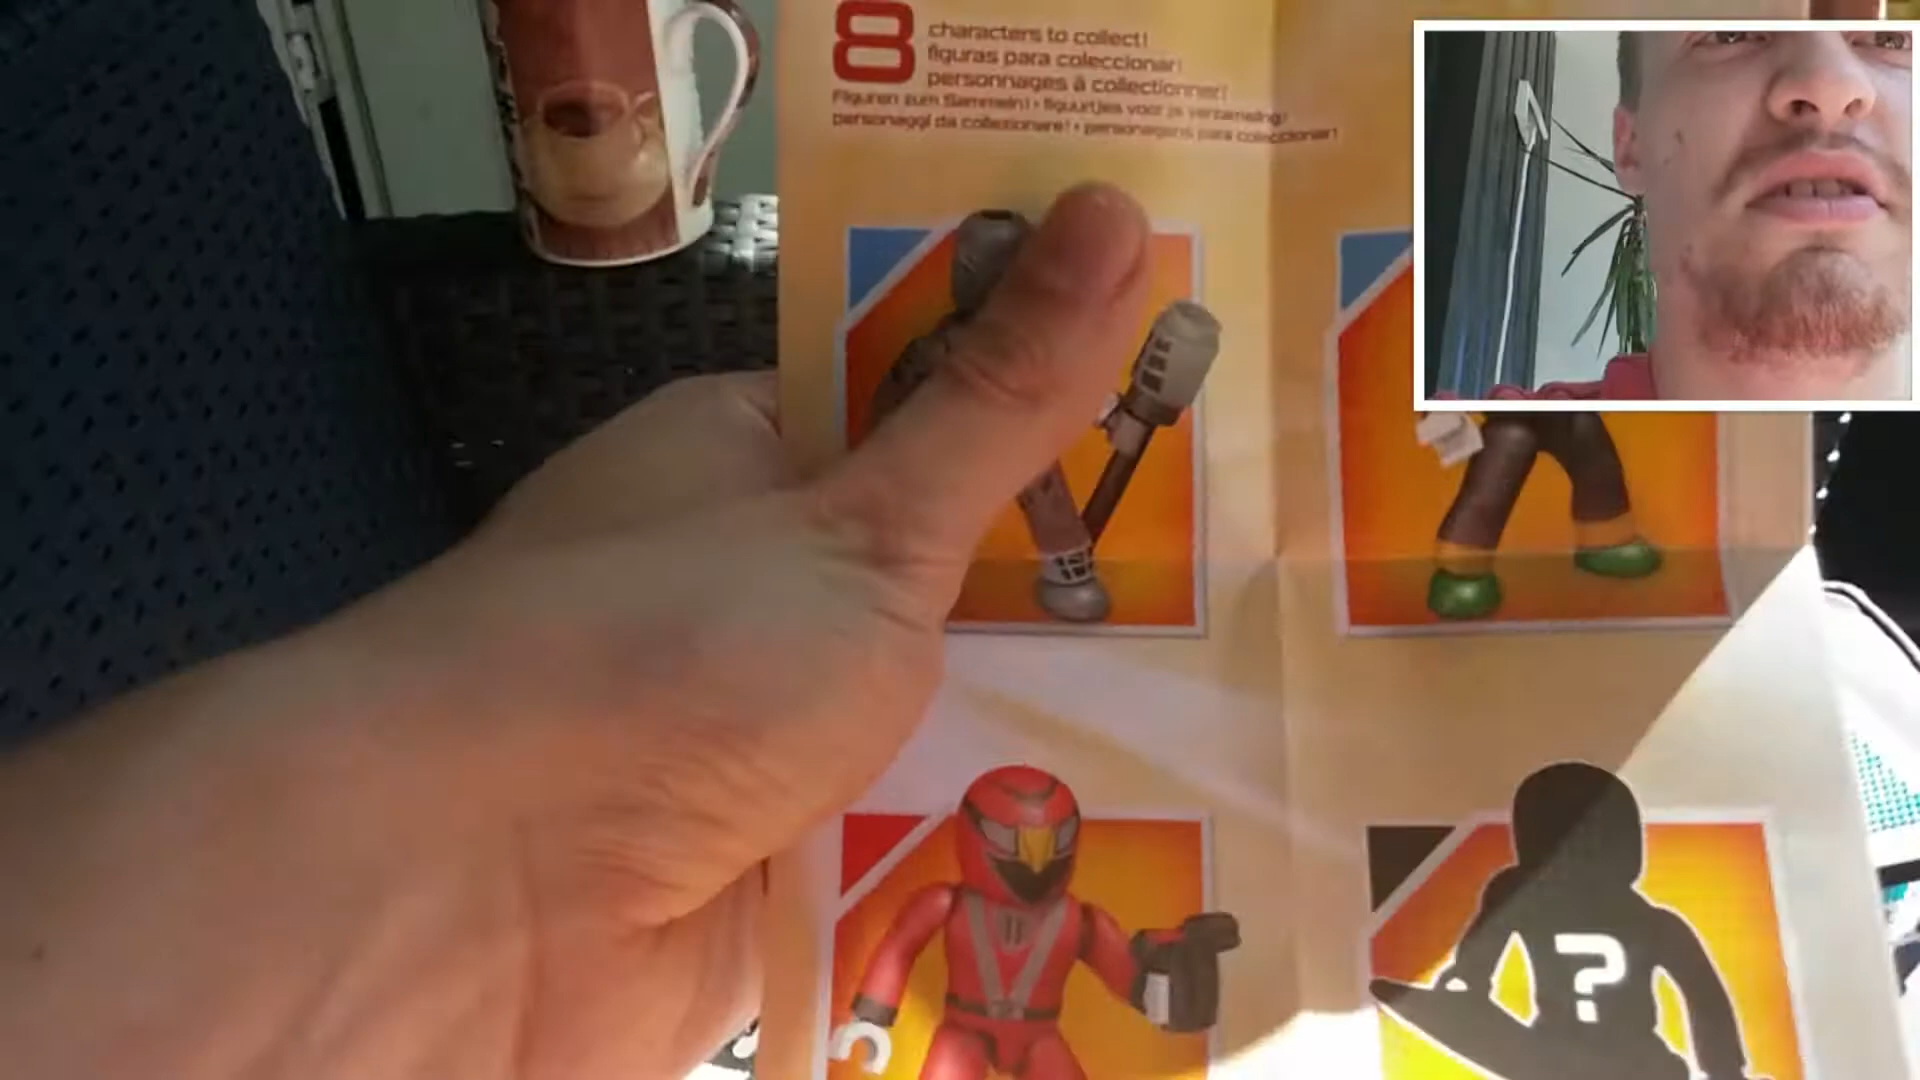 8
characters to collect!
figuras para coleccionar!
personnages à collectionner!
Figuren zum Sammeln! • figuurtjes voor je verzameling!
personaggi da collezionare! • personagens para coleccionar!
?